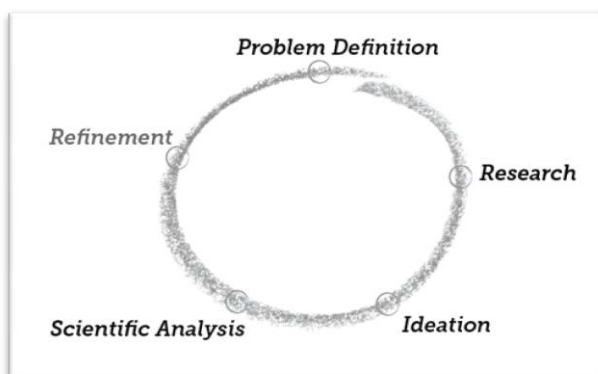 Problem Definition
Refinement
Research
Scientific Analysis
Ideation